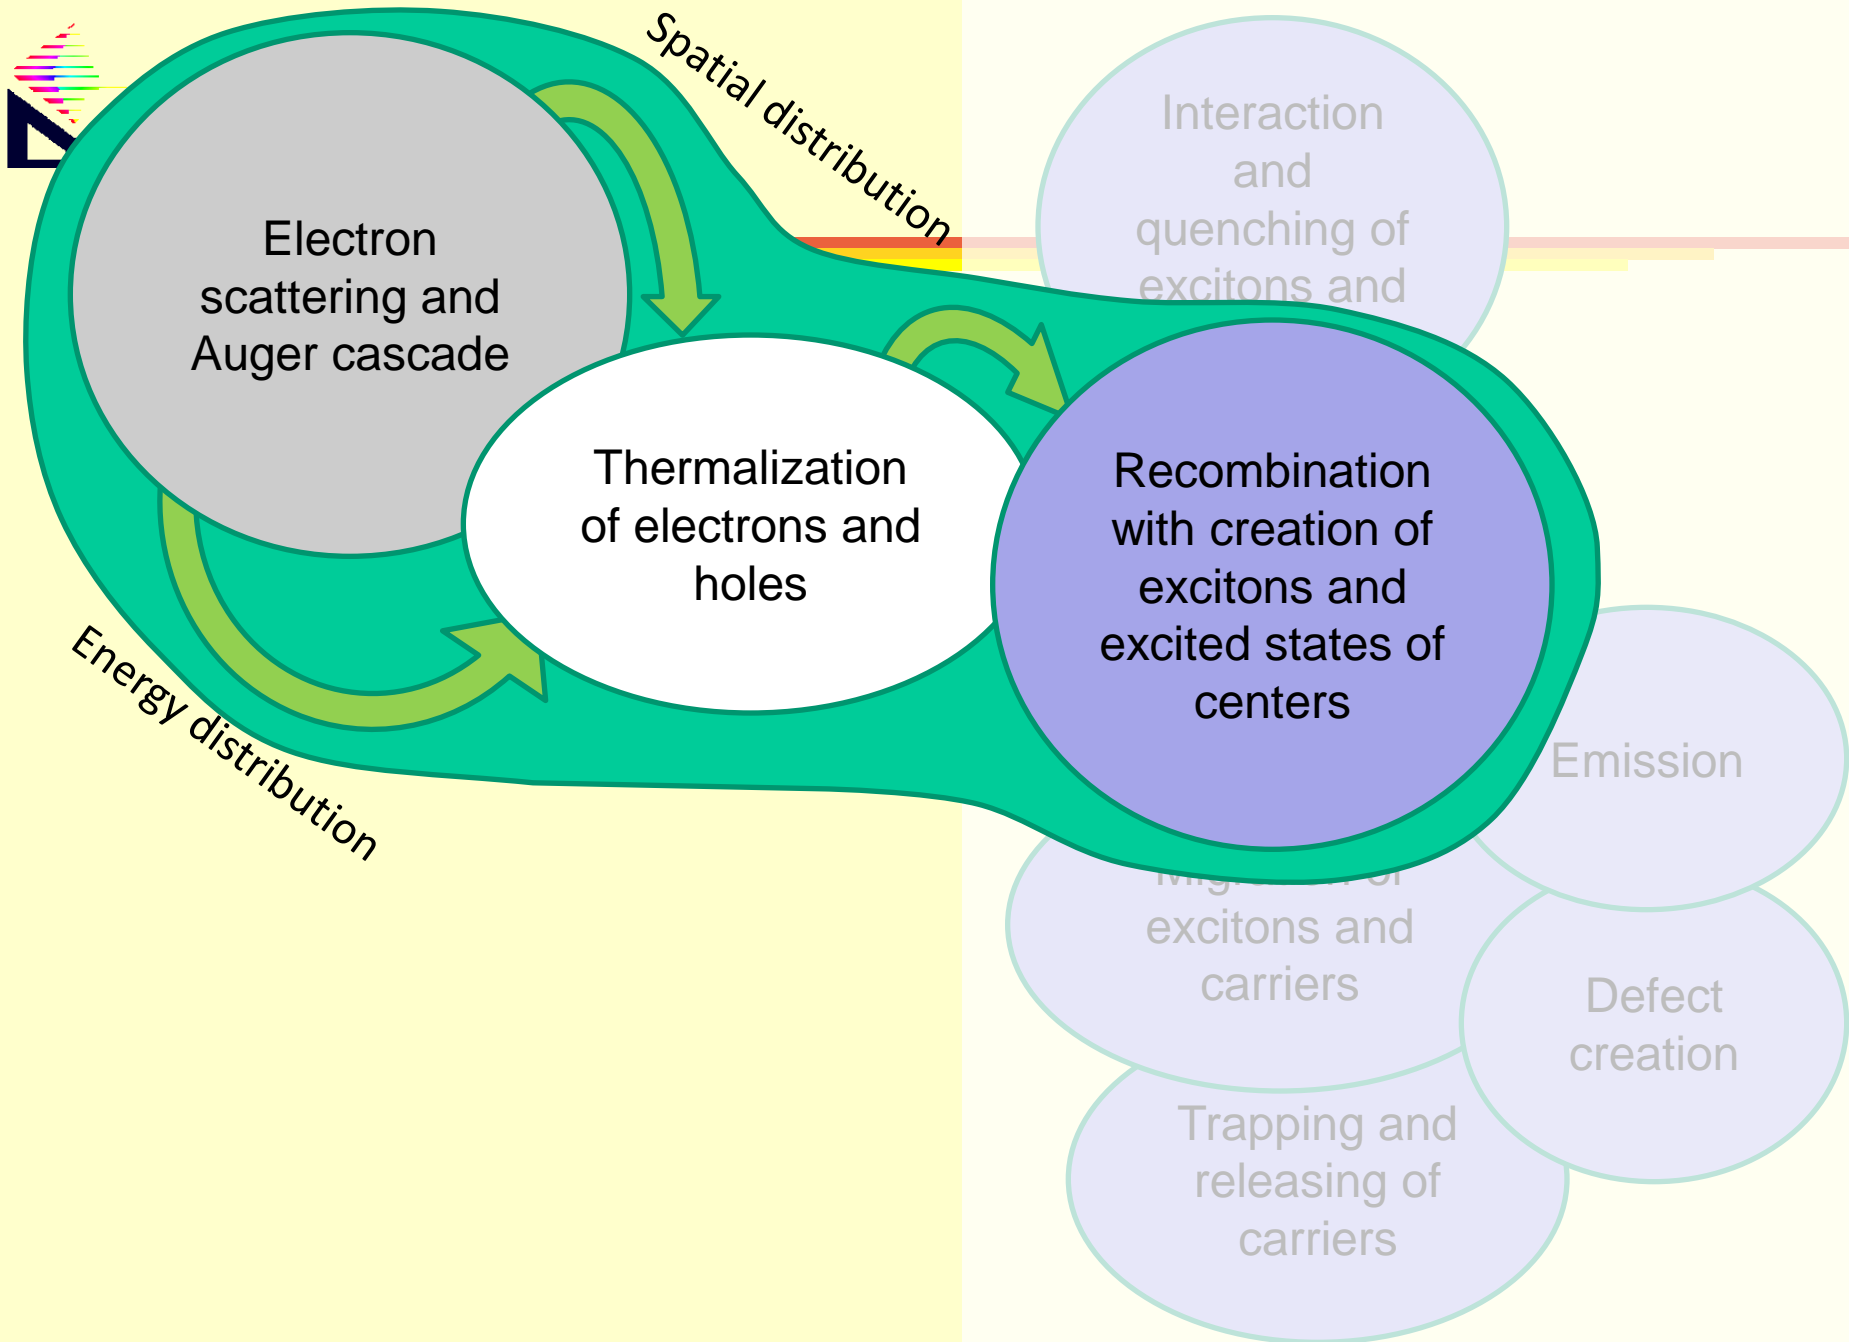 Spatial distribution
Electron
scattering and
Auger cascade
Thermalization
of electrons and
holes
Recombination
with creation of
excitons and
excited states of
centers
Energy distribution
Interaction
and
quenching of
excitons and
Emission
Migration of
excitons and
carriers
Defect
creation
Trapping and
releasing of
carriers